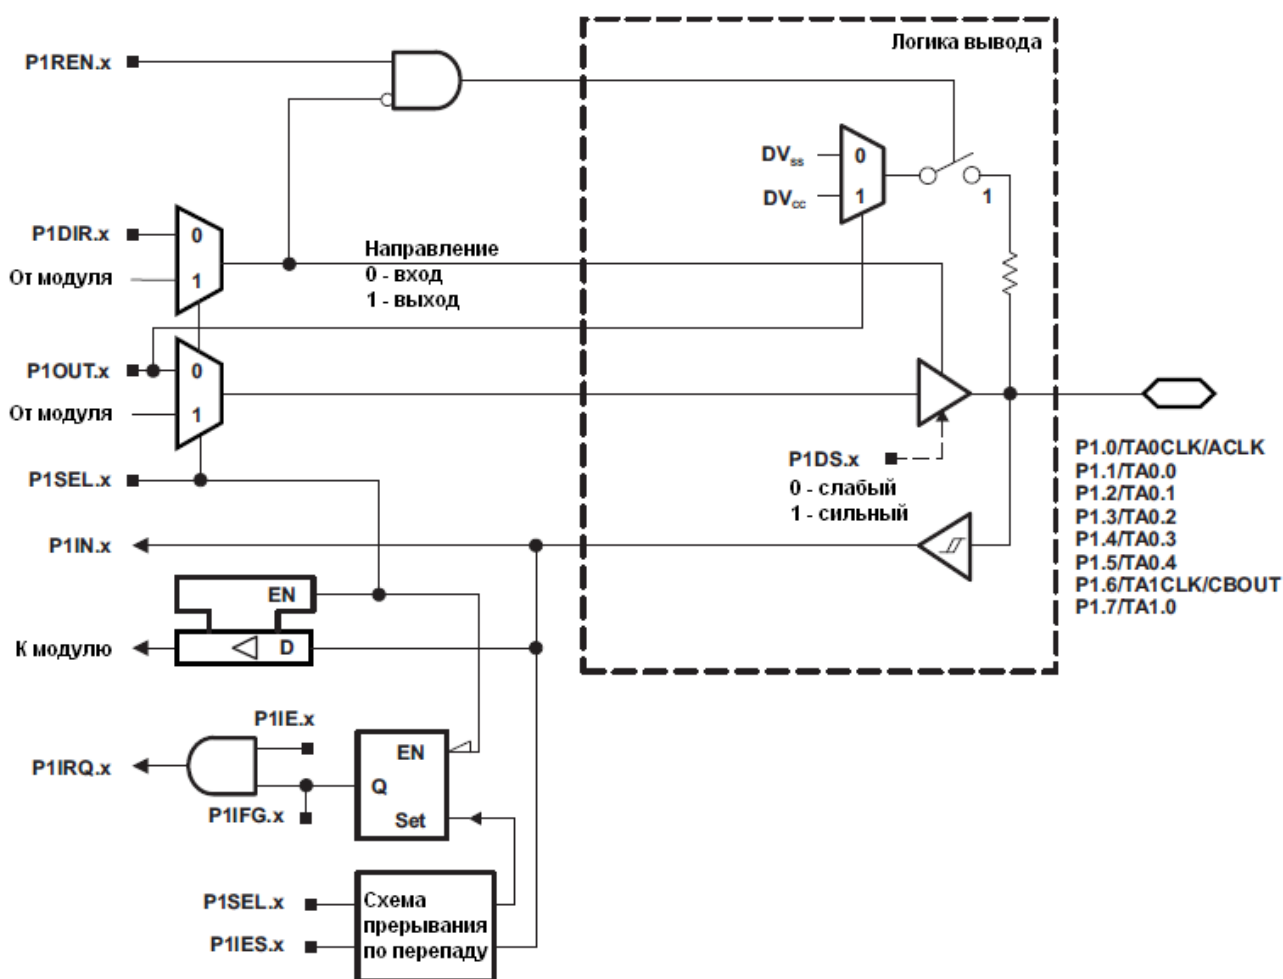 Логика вывода
P1REN.x
DVss
0
DVcc
1
1
P1DIR.x
0
От модуля
1
Направление
0 - вход
1 - выход
P1OUT.x
0
От модуля
1
P1SEL.x
P1DS.x
0 - слабый
1 - сильный
P1.0/TA0CLK/ACLK
P1.1/TA0.0
P1.2/TA0.1
P1.3/TA0.2
P1.4/TA0.3
P1.5/TA0.4
P1.6/TA1CLK/CBOUT
P1.7/TA1.0
P1IN.x
EN
К модулю
D
P1IE.x
P1IRQ.x
EN
Q
P1IFG.x
Set
P1SEL.x
P1IES.x
Схема
прерывания
по перепаду